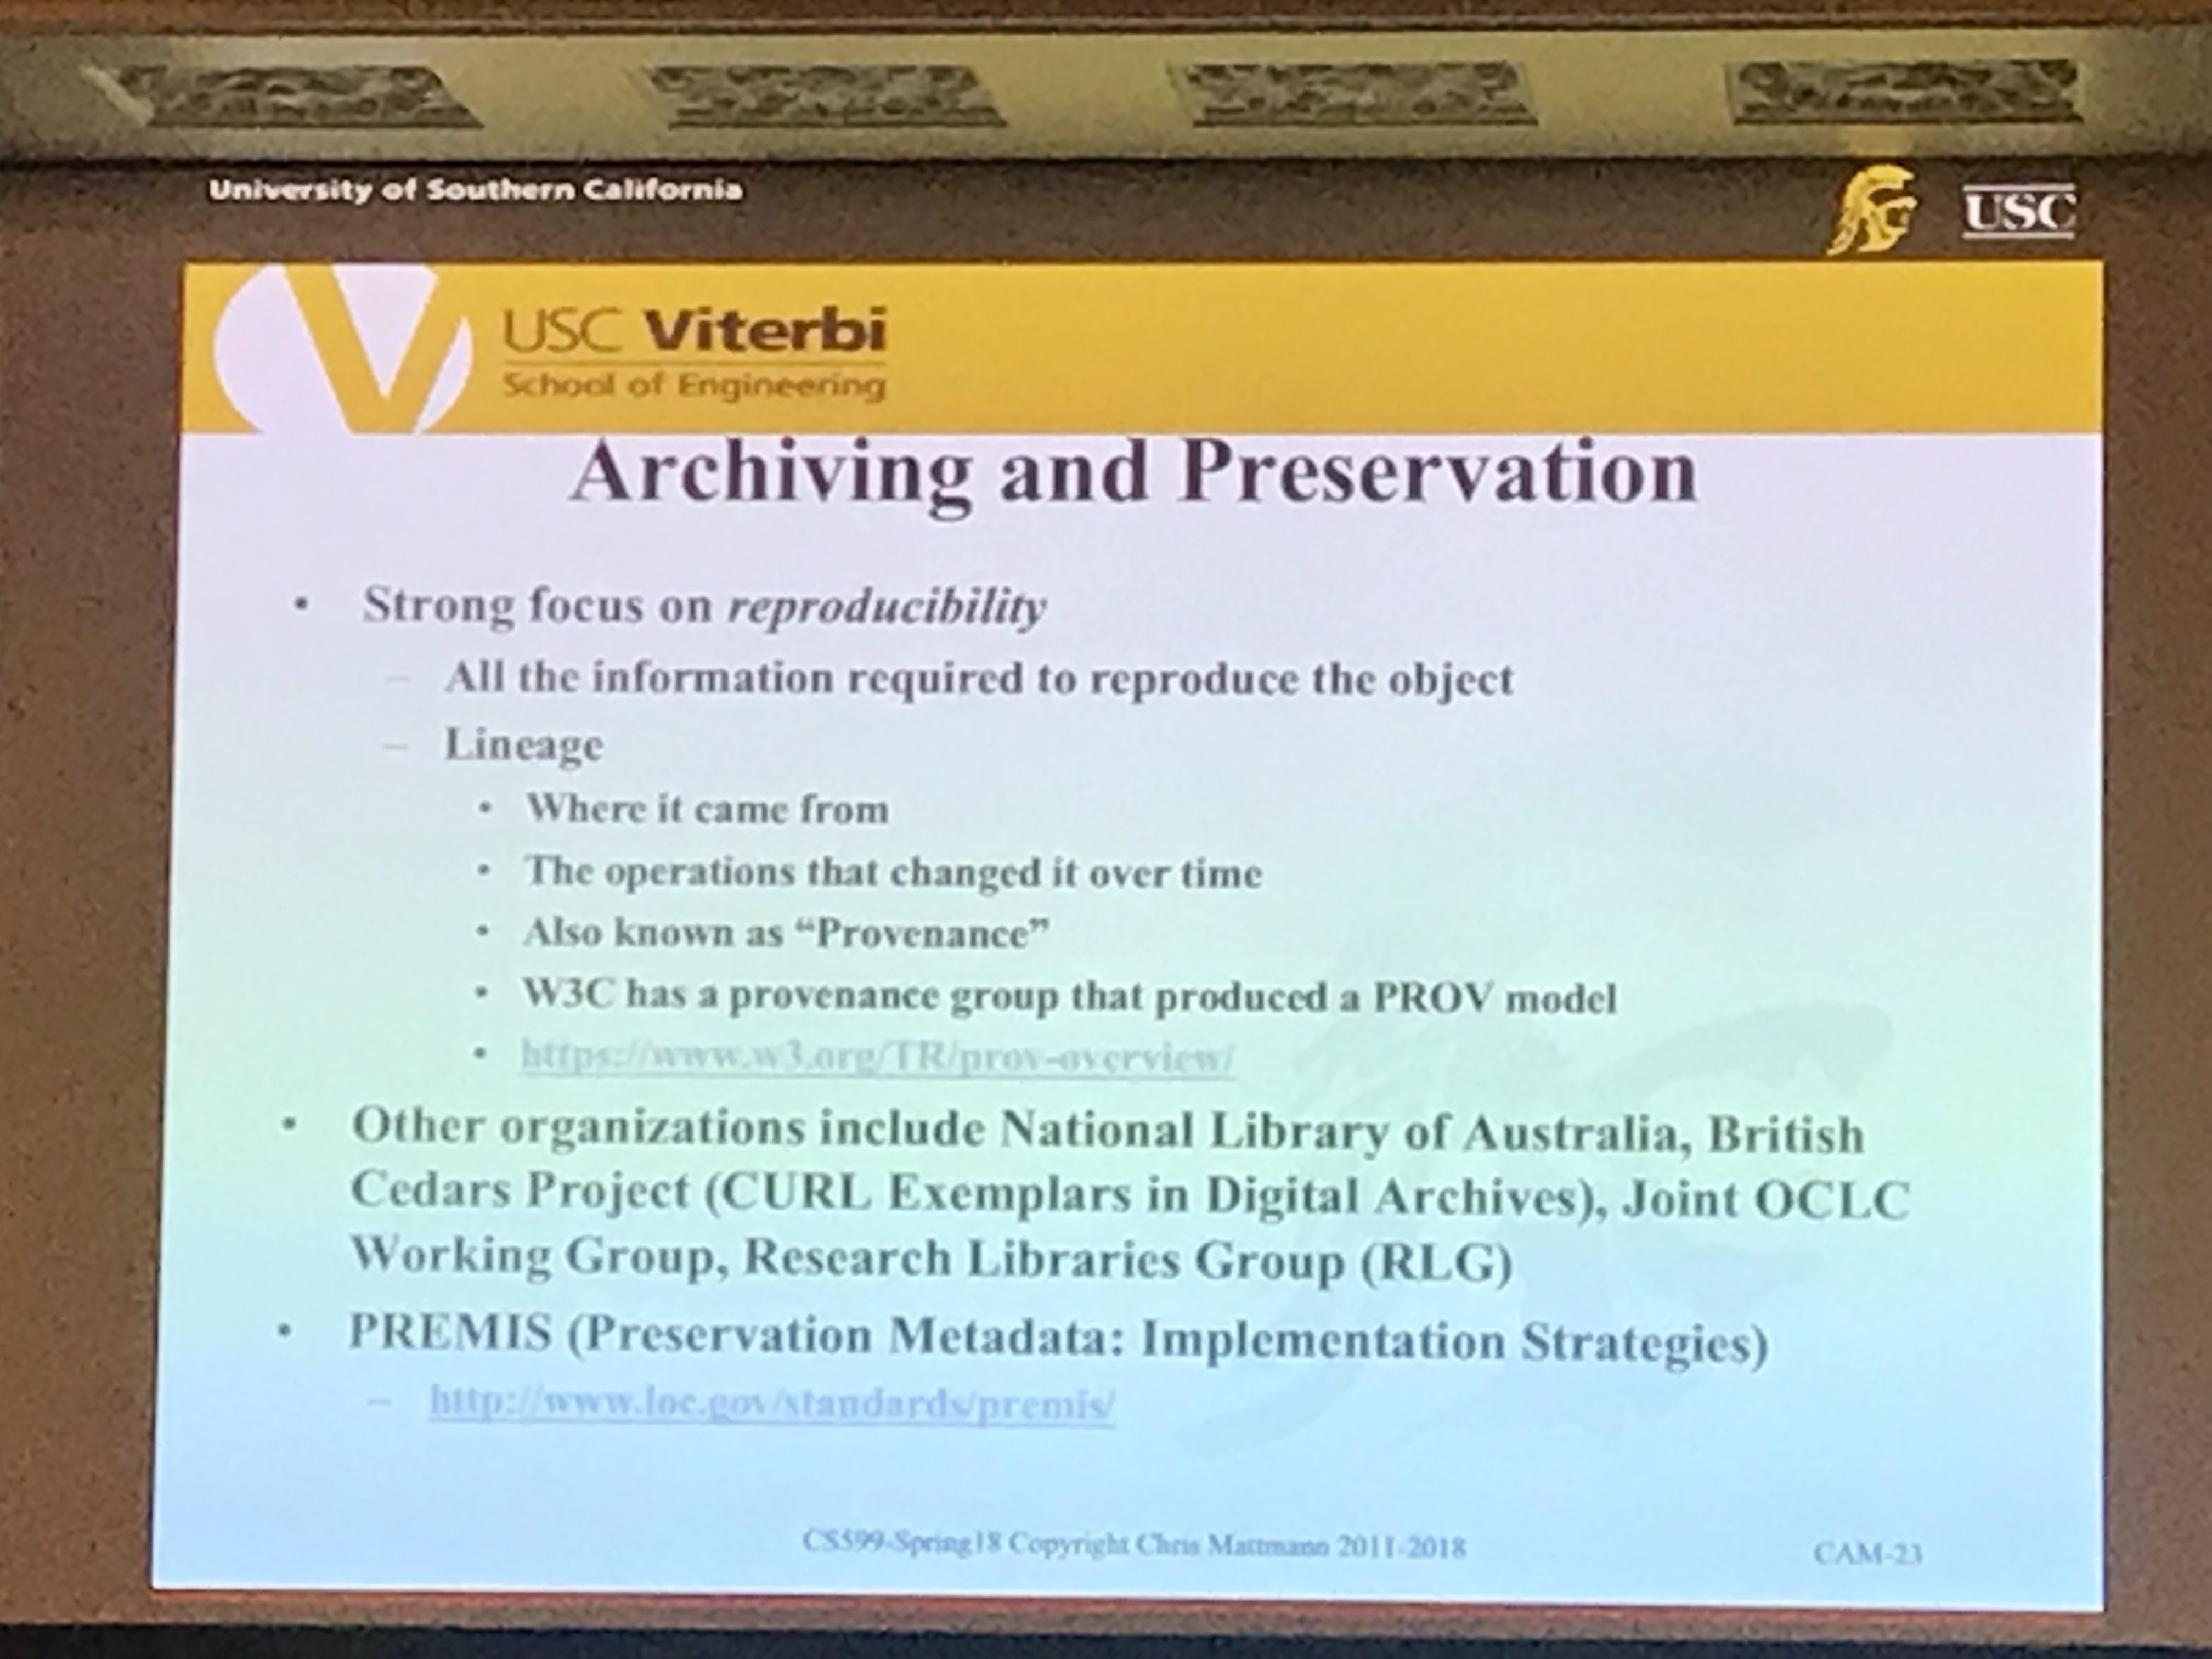 University of Southern California
USC
USC Viterbi
School of Engineering
Archiving and Preservation
• Strong focus on reproducibility
– All the information required to reproduce the object
– Lineage
• Where it came from
• The operations that changed it over time
• Also known as “Provenance”
• W3C has a provenance group that produced a PROV model
• https://www.w3.org/TR/prov-overview/
• Other organizations include National Library of Australia, British
Cedars Project (CURL Exemplars in Digital Archives), Joint OCLC
Working Group, Research Libraries Group (RLG)
• PREMIS (Preservation Metadata: Implementation Strategies)
– http://www.loc.gov/standards/premis/
CS599-Spring18 Copyright Chris Mattmann 2011-2018
CAM-23